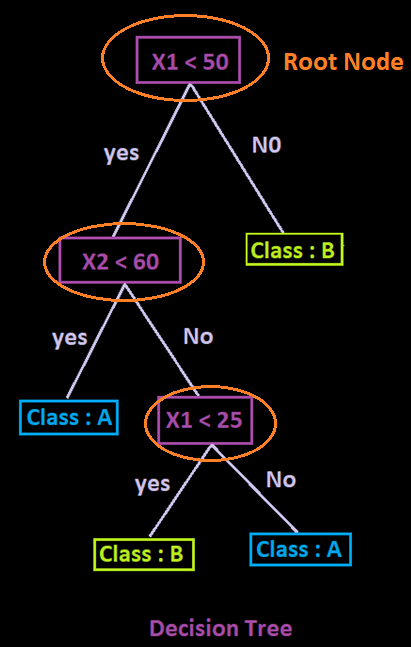 X1 < 50
Root Node
yes
N0
X2 < 60
Class : B
yes
No
Class : A
X1 < 25
yes
No
Class : B
Class : A
Decision Tree